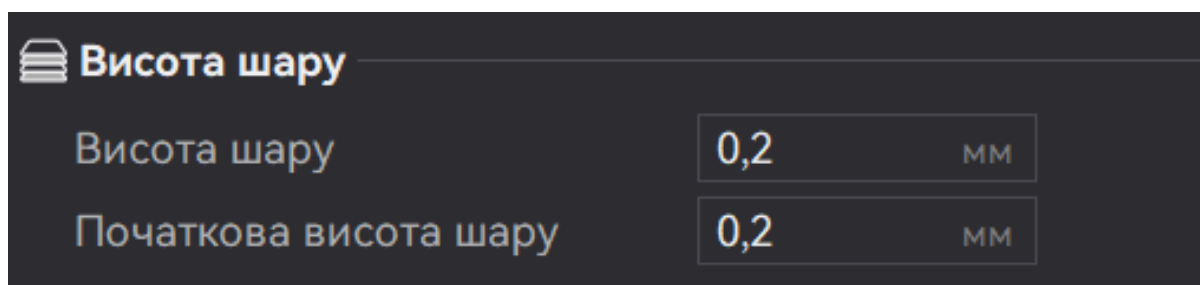 Висота шару
Висота шару 0,2 мм
Початкова висота шару 0,2 мм